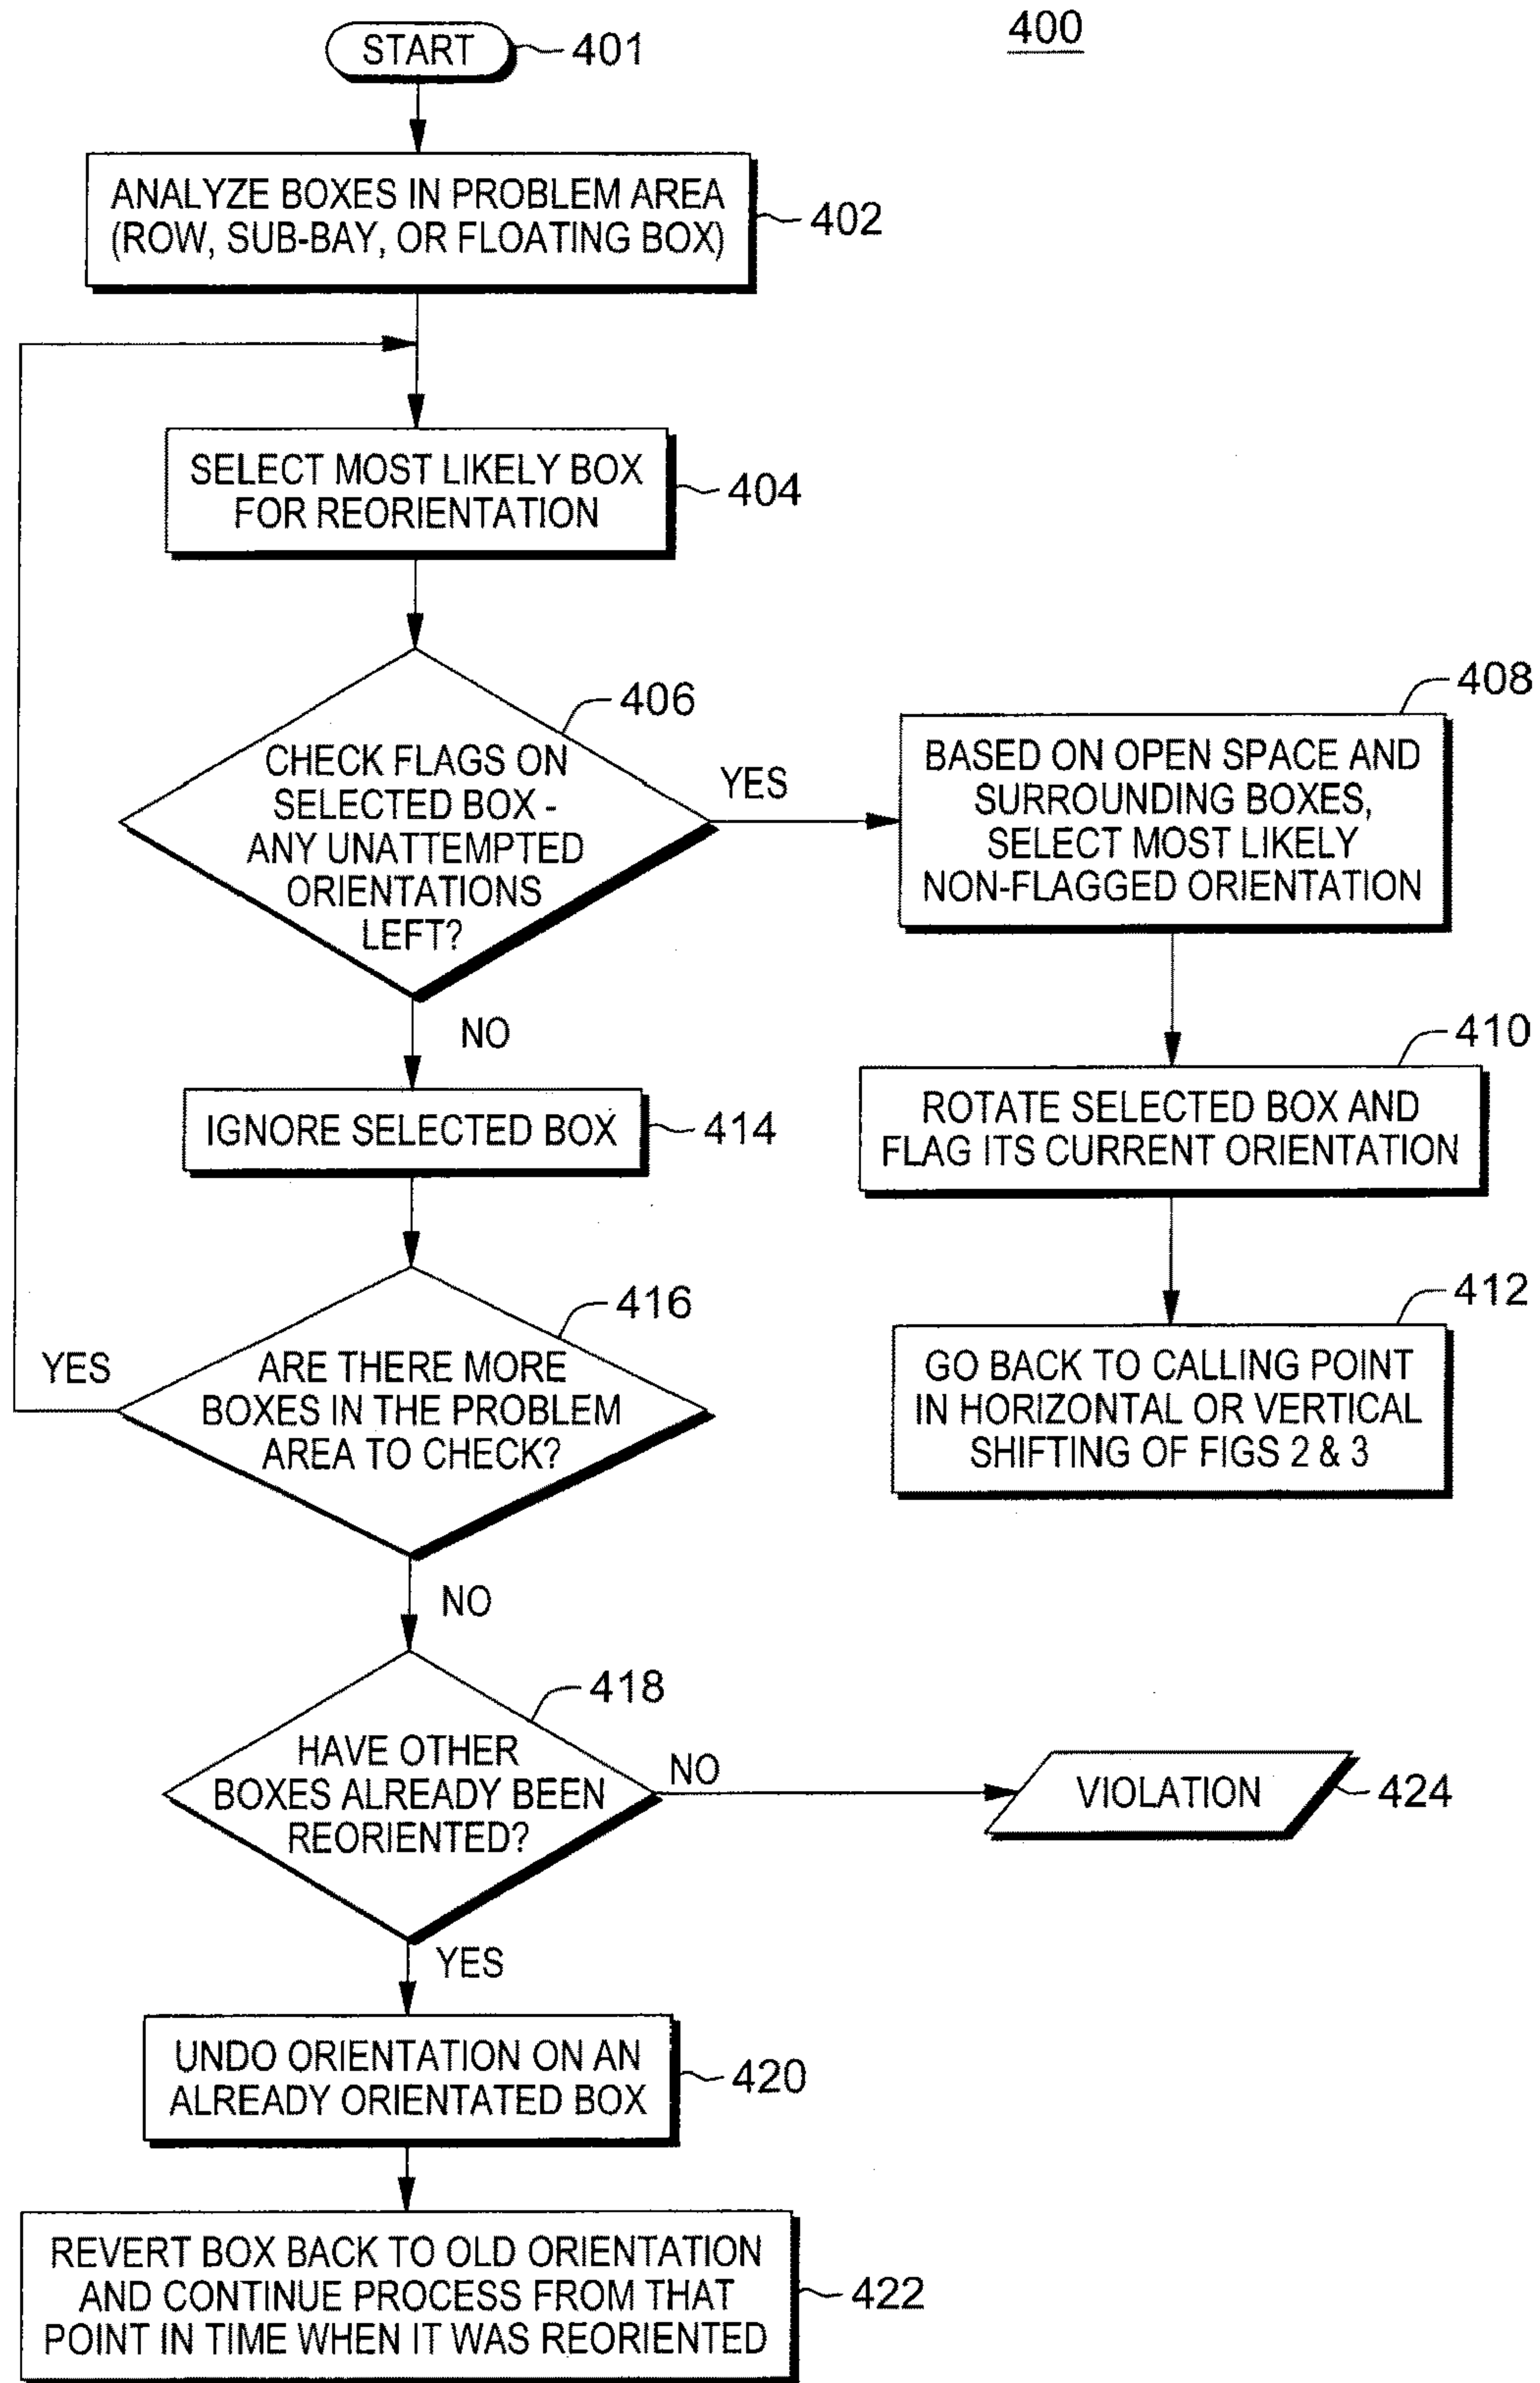 400
START
401
ANALYZE BOXES IN PROBLEM AREA
(ROW, SUB-BAY, OR FLOATING BOX)
402
SELECT MOST LIKELY BOX
FOR REORIENTATION
404
406
CHECK FLAGS ON
SELECTED BOX -
ANY UNATTEMPTED
ORIENTATIONS
LEFT?
YES
408
BASED ON OPEN SPACE AND
SURROUNDING BOXES,
SELECT MOST LIKELY
NON-FLAGGED ORIENTATION
NO
410
ROTATE SELECTED BOX AND
FLAG ITS CURRENT ORIENTATION
IGNORE SELECTED BOX
414
412
GO BACK TO CALLING POINT
IN HORIZONTAL OR VERTICAL
SHIFTING OF FIGS 2 & 3
416
YES
ARE THERE MORE
BOXES IN THE PROBLEM
AREA TO CHECK?
NO
418
HAVE OTHER
BOXES ALREADY BEEN
REORIENTED?
NO
VIOLATION
424
YES
UNDO ORIENTATION ON AN
ALREADY ORIENTATED BOX
420
REVERT BOX BACK TO OLD ORIENTATION
AND CONTINUE PROCESS FROM THAT
POINT IN TIME WHEN IT WAS REORIENTED
422